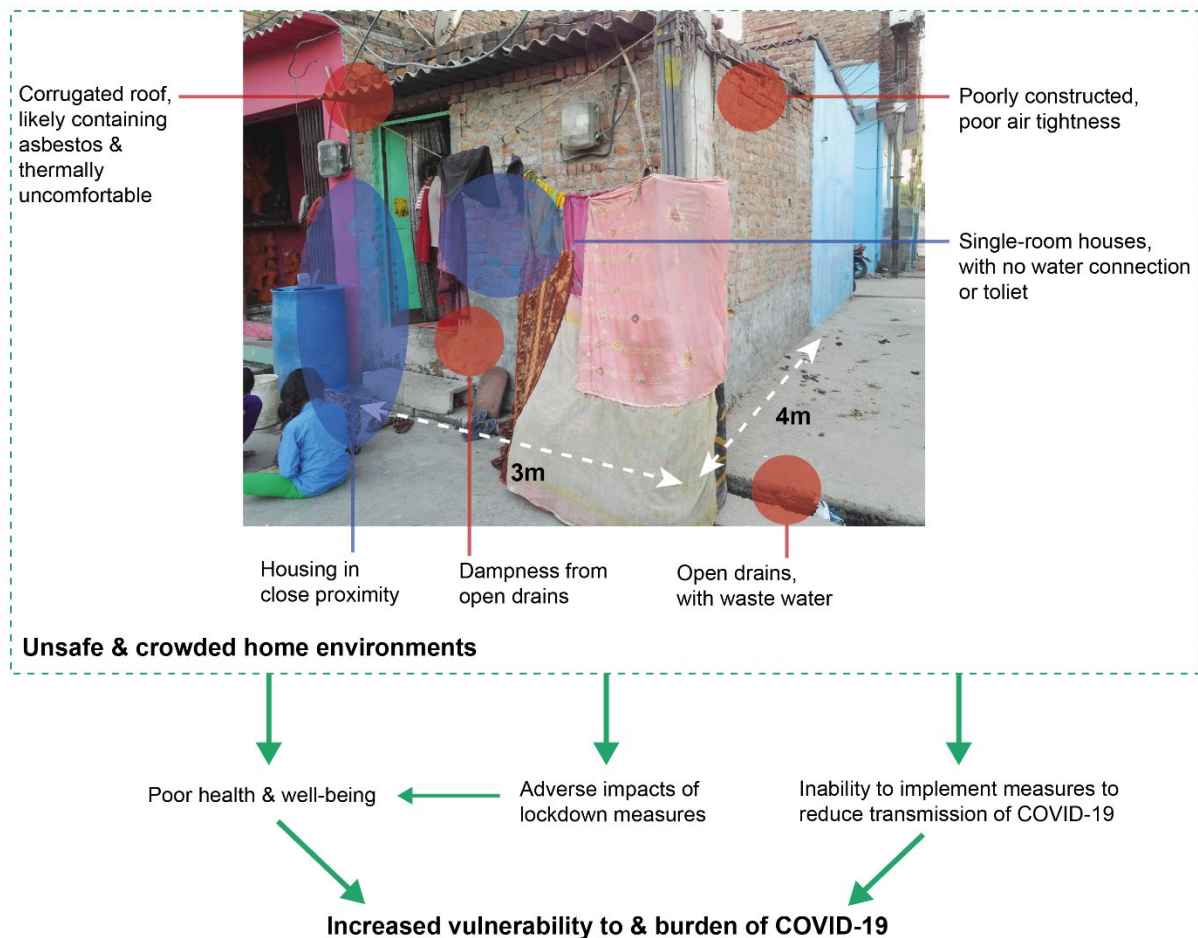 Corrugated roof,
likely containing
asbestos &
thermally
uncomfortable
Poorly constructed,
poor air tightness
Single-room houses,
with no water connection
or toliet
4m
3m
Housing in
close proximity
Dampness from
open drains
Open drains,
with waste water
Unsafe & crowded home environments
Poor health & well-being
Adverse impacts of
lockdown measures
Inability to implement measures to
reduce transmission of COVID-19
Increased vulnerability to & burden of COVID-19